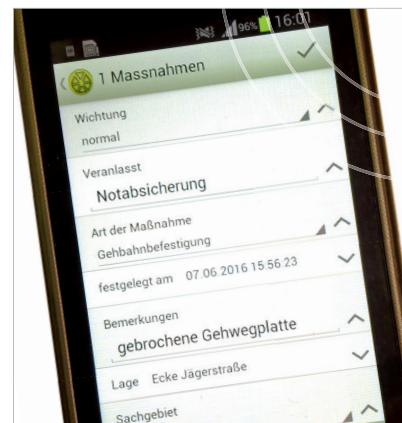 96% 16:01
1 Massnahmen
Wichtung
normal
Veranlasst
Notabsicherung
Art der Maßnahme
Gehbahnbefestigung
festgelegt am 07.06.2016 15:56:23
Bemerkungen
gebrochene Gehwegplatte
Lage Ecke Jägerstraße
Sachgebiet